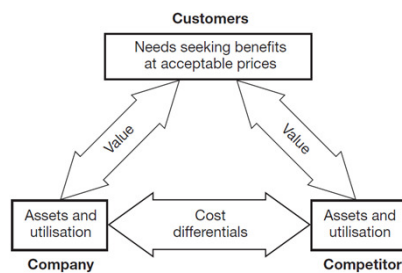 Customers
Needs seeking benefits
at acceptable prices
Value
Value
Assets and
utilisation
Cost
differentials
Assets and
utilisation
Company
Competitor